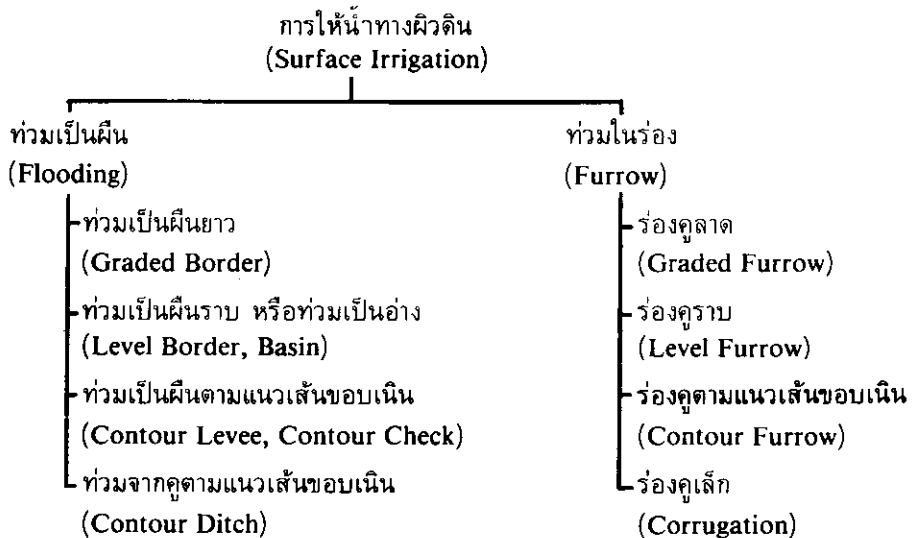 การให้น้ำทางผิวดิน
(Surface Irrigation)
ท่วมเป็นผืน
(Flooding)
ท่วมเป็นผืนยาว
(Graded Border)
ท่วมเป็นผืนราบ หรือท่วมเป็นอ่าง
(Level Border, Basin)
ท่วมเป็นผืนตามแนวเส้นขอบเนิน
(Contour Levee, Contour Check)
ท่วมจากคูตามแนวเส้นขอบเนิน
(Contour Ditch)
ท่วมในร่อง
(Furrow)
ร่องคูลาด
(Graded Furrow)
ร่องคูราบ
(Level Furrow)
ร่องคูตามแนวเส้นขอบเนิน
(Contour Furrow)
ร่องคูเล็ก
(Corrugation)